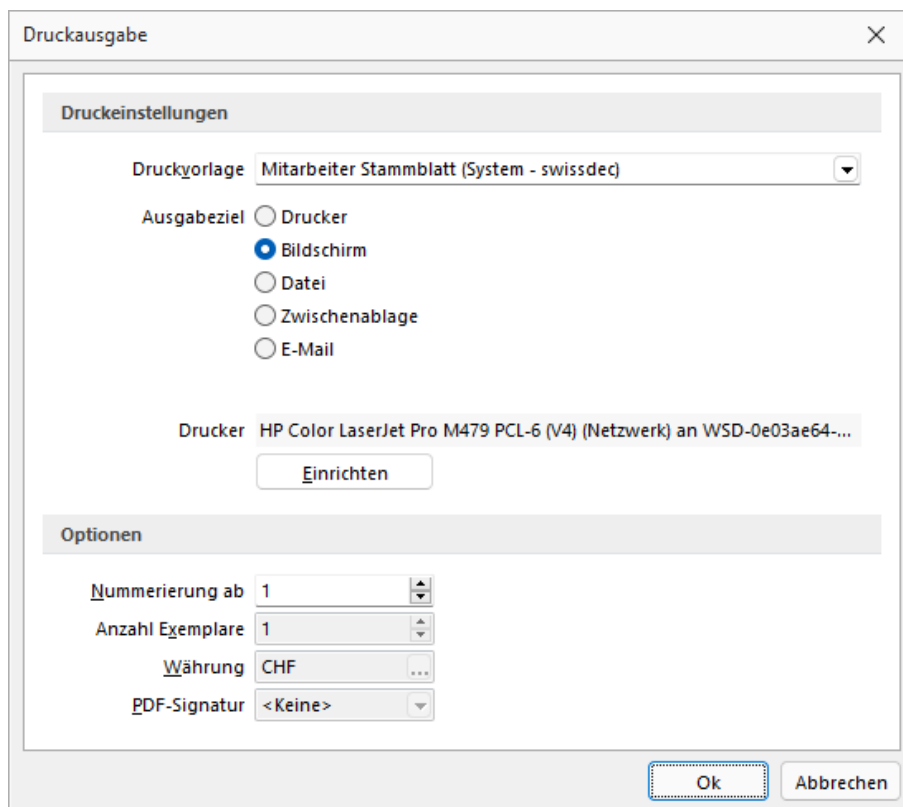 Druckausgabe
Druckeinstellungen
Druckvorlage Mitarbeiter Stammblatt (System - swissdec)
Ausgabeziel Drucker
Bildschirm
Datei
Zwischenablage
E-Mail
Drucker HP Color LaserJet Pro M479 PCL-6 (V4) (Netzwerk) an WSD-0e03ae64-...
Einrichten
Optionen
Nummerierung ab 1
Anzahl Exemplare 1
Währung CHF ...
PDF-Signatur <Keine>
Ok Abbrechen